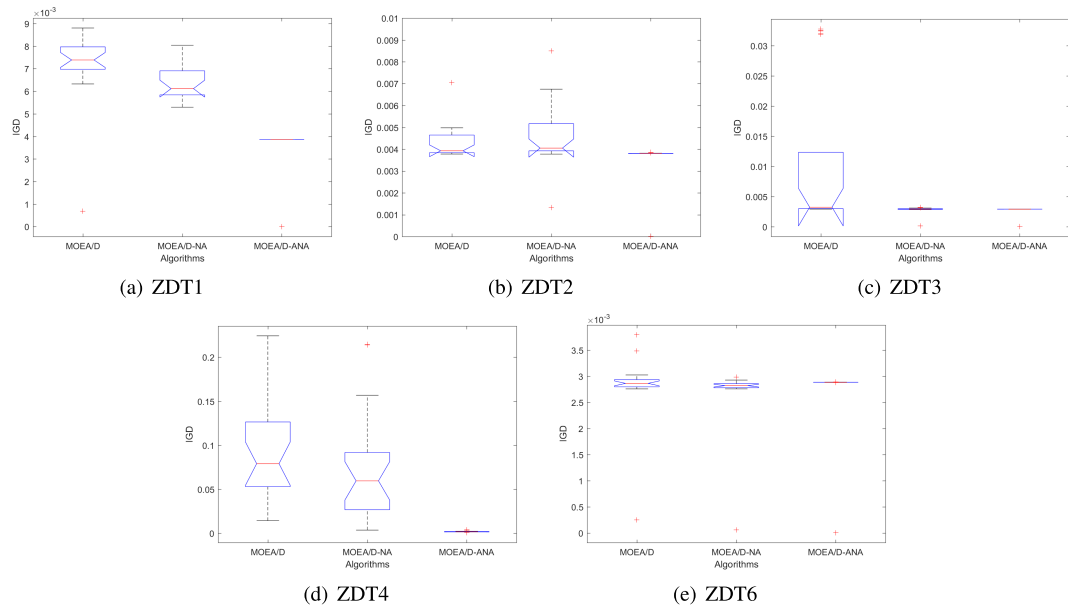 ×10⁻³
9
8
7
6
5
4
3
2
1
0
IGD
MOEA/D MOEA/D-NA MOEA/D-ANA
Algorithms
(a) ZDT1
0.01
0.009
0.008
0.007
0.006
0.005
0.004
0.003
0.002
0.001
0
IGD
MOEA/D MOEA/D-NA MOEA/D-ANA
Algorithms
(b) ZDT2
0.03
0.025
0.02
0.015
0.01
0.005
0
IGD
MOEA/D MOEA/D-NA MOEA/D-ANA
Algorithms
(c) ZDT3
0.2
0.15
0.1
0.05
0
IGD
MOEA/D MOEA/D-NA MOEA/D-ANA
Algorithms
(d) ZDT4
×10⁻³
3.5
3
2.5
2
1.5
1
0.5
0
IGD
MOEA/D MOEA/D-NA MOEA/D-ANA
Algorithms
(e) ZDT6